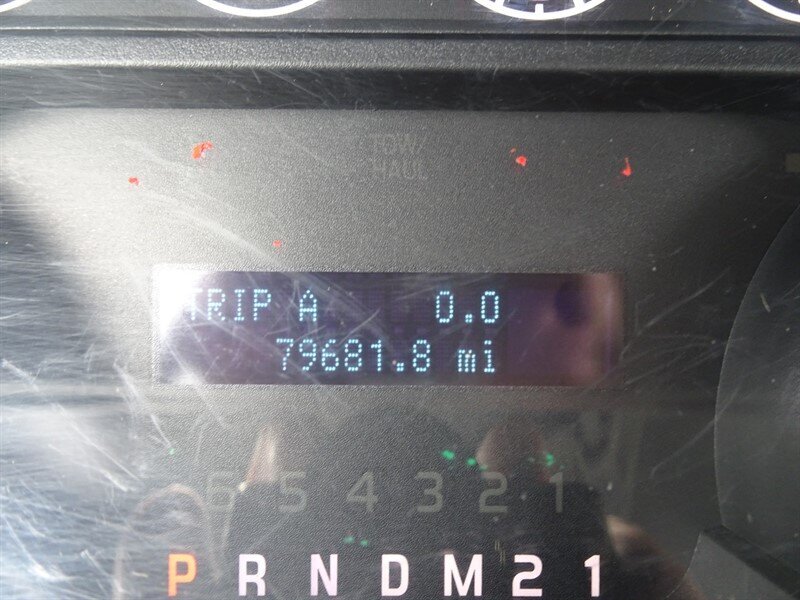 TOW/
HAUL
TRIP A 0.0
79681.8 mi
6 5 4 3 2 1
P R N D M 2 1